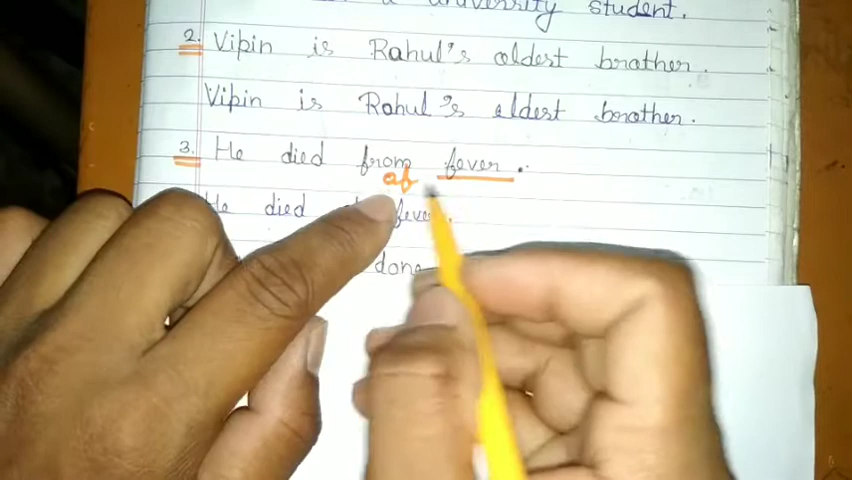 a university student.
2. Vipin is Rahul's oldest brother.
Vipin is Rahul's eldest brother.
3. He died from fever.
of
He died fever.
done